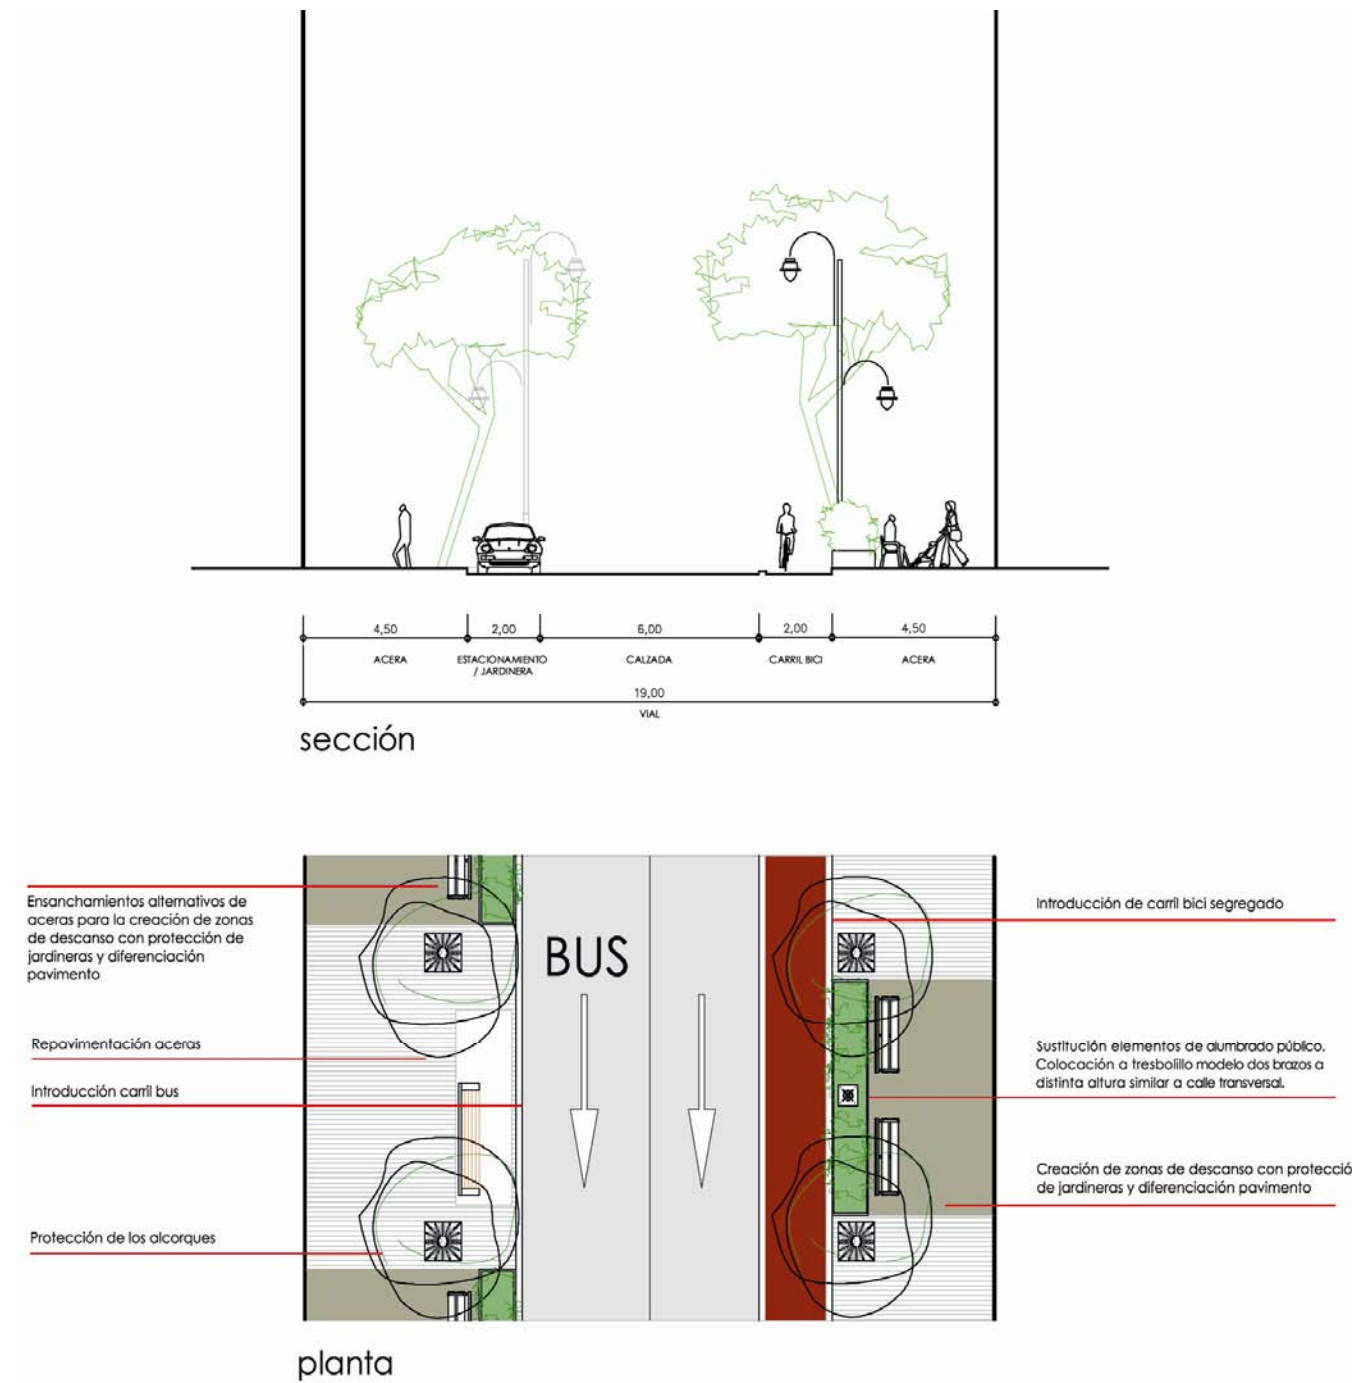 4,50
2,00
6,00
2,00
4,50
ACERA
ESTACIONAMIENTO
/ JARDINERA
CALZADA
CARRIL BICI
ACERA
19,00
VIAL
sección
Ensanchamientos alternativos de
aceras para la creación de zonas
de descanso con protección de
jardineras y diferenciación
pavimento
Repavimentación aceras
Introducción carril bus
Protección de los alcorques
BUS
Introducción de carril bici segregado
Sustitución elementos de alumbrado público.
Colocación a tresbolillo modelo dos brazos a
distinta altura similar a calle transversal.
Creación de zonas de descanso con protecció
de jardineras y diferenciación pavimento
planta